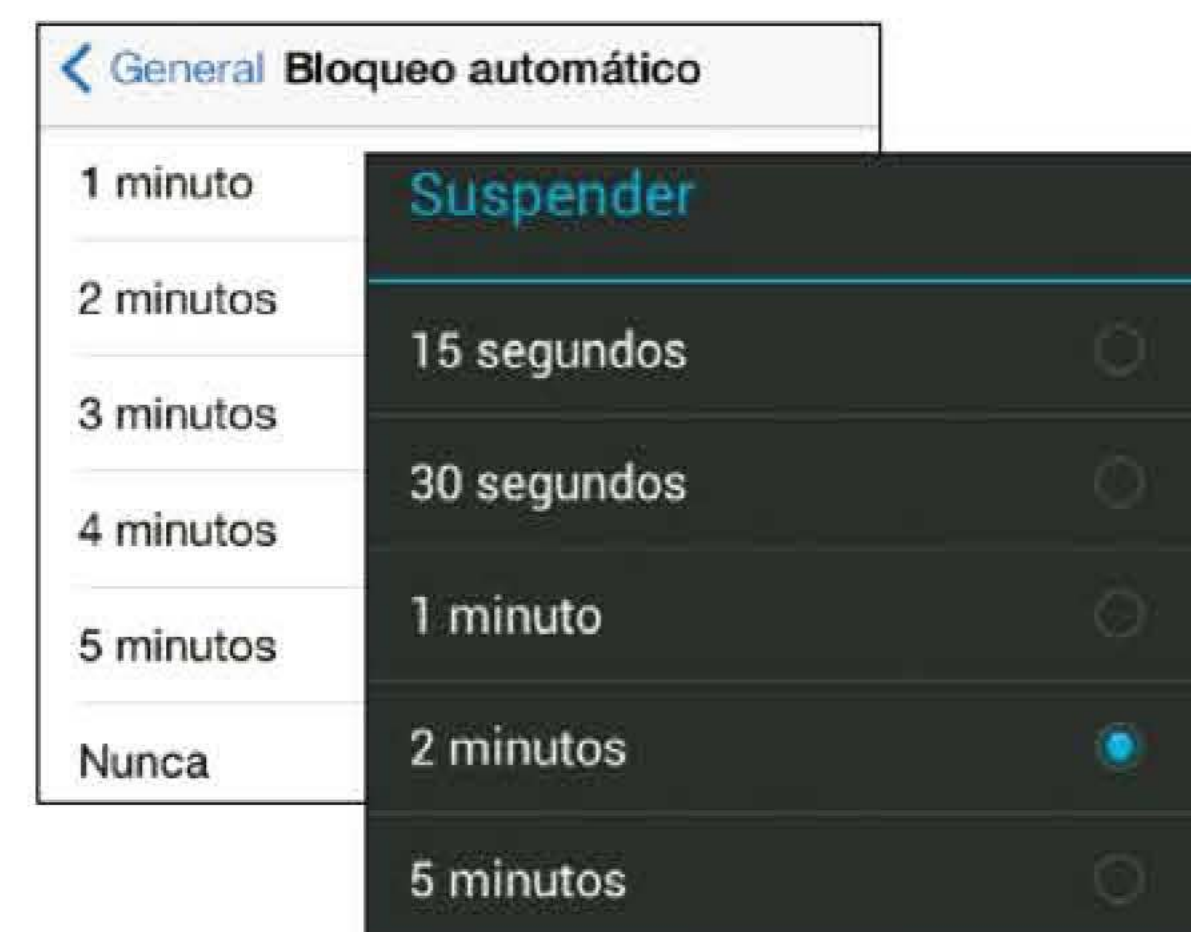 General Bloqueo automático
1 minuto
2 minutos
3 minutos
4 minutos
5 minutos
Nunca
Suspender
15 segundos
30 segundos
1 minuto
2 minutos
5 minutos